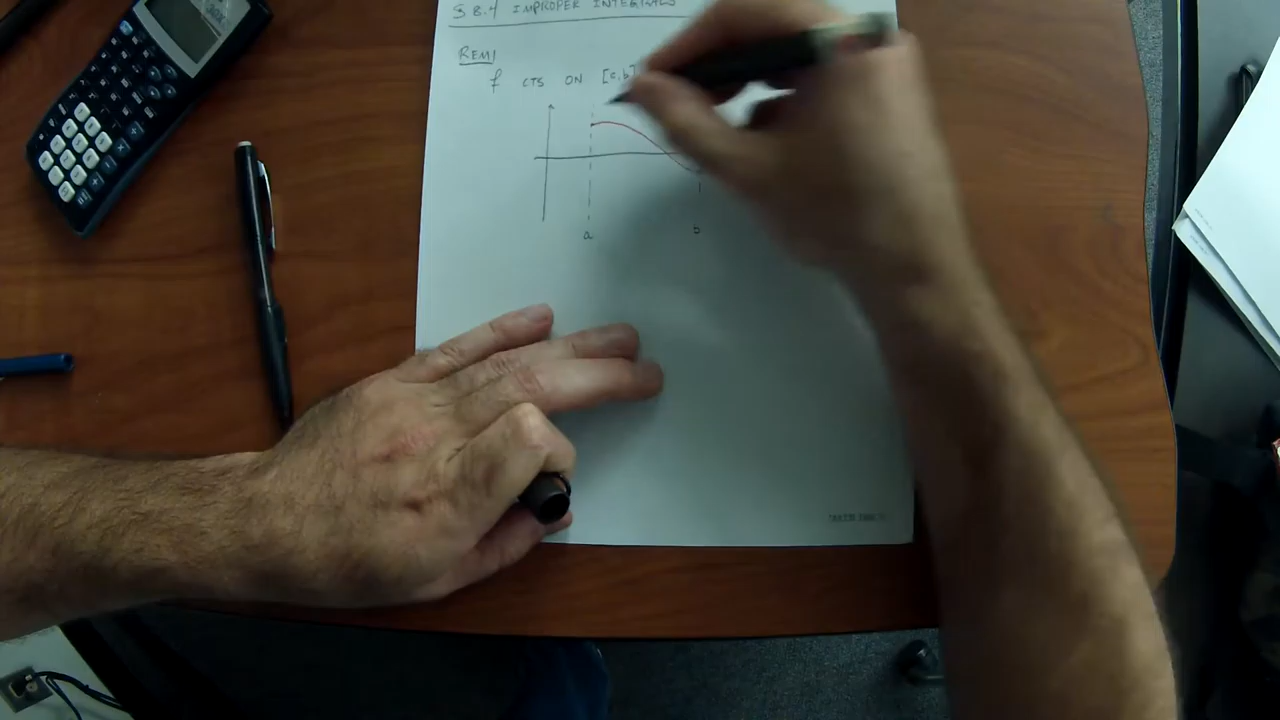 § 8.4 IMPROPER INTEGRALS
REM
f CTS ON [a,b]
a
b